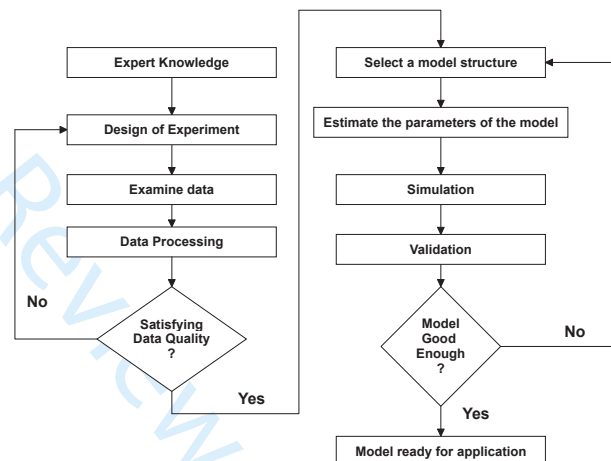 Expert Knowledge
Design of Experiment
Examine data
Data Processing
Satisfying
Data Quality
?
No
Yes
Select a model structure
Estimate the parameters of the model
Simulation
Validation
Model
Good
Enough
?
No
Yes
Model ready for application
Review